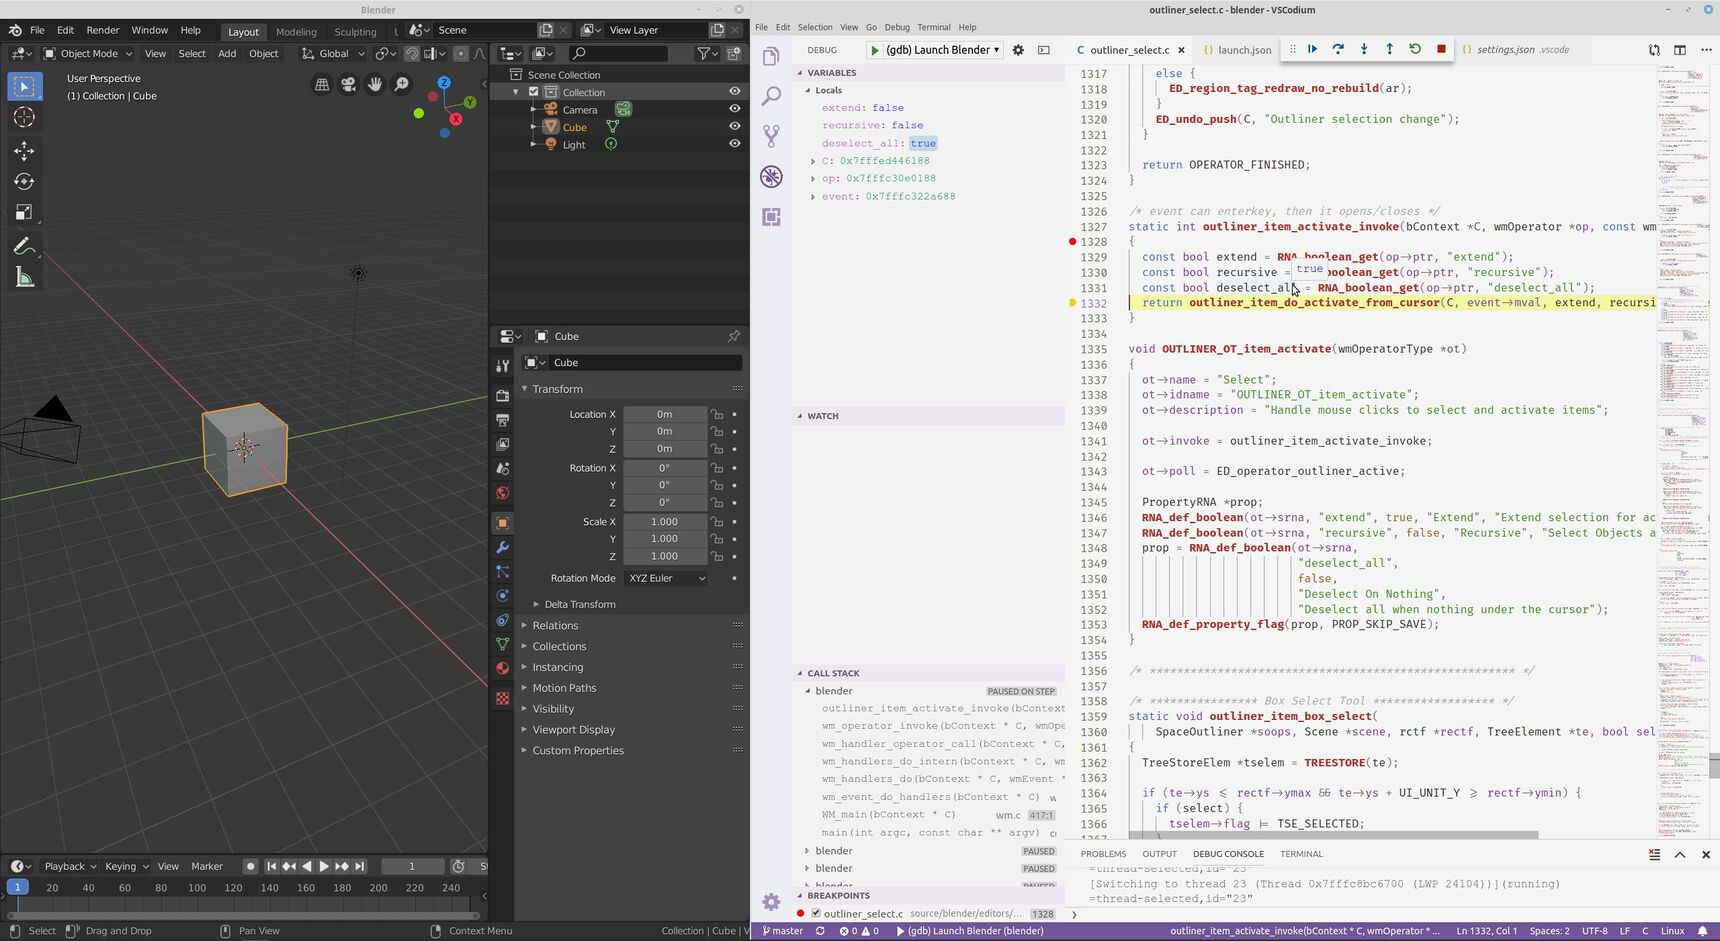 Blender
File Edit Render Window Help Layout Modeling Sculpting Scene View Layer
Object Mode View Select Add Object Global
User Perspective
(1) Collection | Cube
Z
Y
X
Scene Collection
Collection
Camera
Cube
Light
Cube
Cube
Transform
Location X 0m
Y 0m
Z 0m
Rotation X 0°
Y 0°
Z 0°
Scale X 1.000
Y 1.000
Z 1.000
Rotation Mode XYZ Euler
Delta Transform
Relations
Collections
Instancing
Motion Paths
Visibility
Viewport Display
Custom Properties
Playback Keying View Marker 1
1 20 40 60 80 100 120 140 160 180 200 220 240
Select Drag and Drop Pan View Context Menu Collection | Cube | V
outliner_select.c - blender - VSCodium
File Edit Selection View Go Debug Terminal Help
DEBUG (gdb) Launch Blender
outliner_select.c launch.json settings.json .vscode
VARIABLES
Locals
extend: false
recursive: false
deselect_all: true
C: 0x7fffed446188
op: 0x7fffc30e0188
event: 0x7fffc322a688
WATCH
CALL STACK
blender PAUSED ON STEP
outliner_item_activate_invoke(bContext
wm_operator_invoke(bContext * C, wmOpe
wm_handler_operator_call(bContext * C,
wm_handlers_do_intern(bContext * C, w
wm_handlers_do(bContext * C, wmEvent *
wm_event_do_handlers(bContext * C) w
WM_main(bContext * C) wm.c 417:1
main(int argc, const char ** argv) c
blender PAUSED
blender PAUSED
BREAKPOINTS
outliner_select.c source/blender/editors/... 1328
1317 else {
1318 ED_region_tag_redraw_no_rebuild(ar);
1319 }
1320 ED_undo_push(C, "Outliner selection change");
1321 }
1322
1323 return OPERATOR_FINISHED;
1324 }
1325
1326 /* event can enterkey, then it opens/closes */
1327 static int outliner_item_activate_invoke(bContext *C, wmOperator *op, const wm
1328 {
1329 const bool extend = RNA_boolean_get(op->ptr, "extend");
true
1330 const bool recursive = boolean_get(op->ptr, "recursive");
1331 const bool deselect_all = RNA_boolean_get(op->ptr, "deselect_all");
1332 return outliner_item_do_activate_from_cursor(C, event->mval, extend, recursi
1333 }
1334
1335 void OUTLINER_OT_item_activate(wmOperatorType *ot)
1336 {
1337 ot->name = "Select";
1338 ot->idname = "OUTLINER_OT_item_activate";
1339 ot->description = "Handle mouse clicks to select and activate items";
1340
1341 ot->invoke = outliner_item_activate_invoke;
1342
1343 ot->poll = ED_operator_outliner_active;
1344
1345 PropertyRNA *prop;
1346 RNA_def_boolean(ot->srna, "extend", true, "Extend", "Extend selection for ac
1347 RNA_def_boolean(ot->srna, "recursive", false, "Recursive", "Select Objects a
1348 prop = RNA_def_boolean(ot->srna,
1349 "deselect_all",
1350 false,
1351 "Deselect On Nothing",
1352 "Deselect all when nothing under the cursor");
1353 RNA_def_property_flag(prop, PROP_SKIP_SAVE);
1354 }
1355
1356 /* ****************************************************** */
1357
1358 /* **************** Box Select Tool ****************** */
1359 static void outliner_item_box_select(
1360 SpaceOutliner *soops, Scene *scene, rctf *rectf, TreeElement *te, bool sel
1361 {
1362 TreeStoreElem *tselem = TREESTORE(te);
1363
1364 if (te->ys <= rectf->ymax && te->ys + UI_UNIT_Y >= rectf->ymin) {
1365 if (select) {
1366 tselem->flag |= TSE_SELECTED;
1367 }
PROBLEMS OUTPUT DEBUG CONSOLE TERMINAL
=thread-selected,id="23"
[Switching to thread 23 (Thread 0x7fffc8bc6700 (LWP 24104))](running)
=thread-selected,id="23"
master 0 0 (gdb) Launch Blender (blender) outliner_item_activate_invoke(bContext * C, wmOperator * ... Ln 1332, Col 1 Spaces: 2 UTF-8 LF C Linux